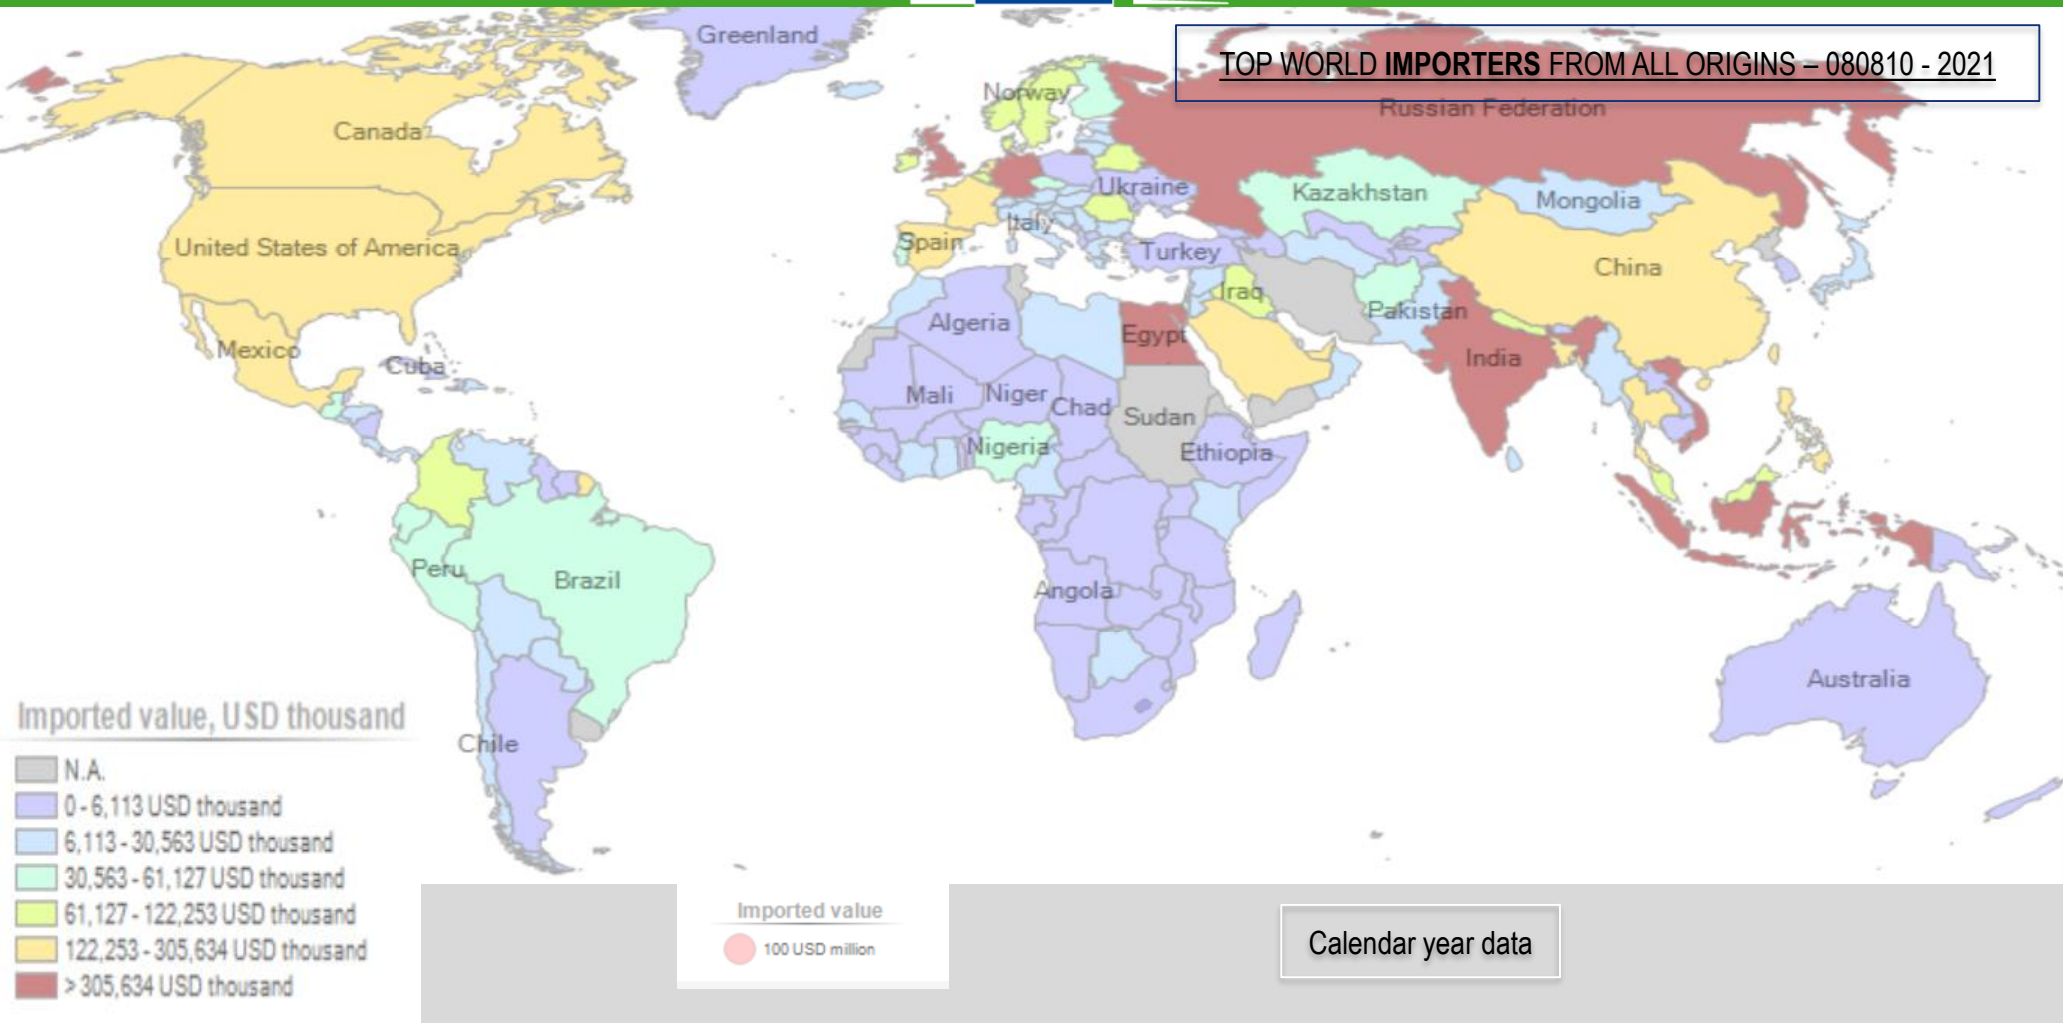 TOP WORLD IMPORTERS FROM ALL ORIGINS – 080810 - 2021
Greenland
Norway
Russian Federation
Canada
Ukraine
Kazakhstan
Mongolia
Italy
Spain
Turkey
United States of America
China
Iraq
Pakistan
Algeria
Egypt
India
Mexico
Cuba
Mali
Niger
Chad
Sudan
Nigeria
Ethiopia
Peru
Brazil
Angola
Australia
Chile
Imported value, USD thousand
N.A.
0 - 6,113 USD thousand
6,113 - 30,563 USD thousand
30,563 - 61,127 USD thousand
61,127 - 122,253 USD thousand
122,253 - 305,634 USD thousand
> 305,634 USD thousand
Imported value
100 USD million
Calendar year data